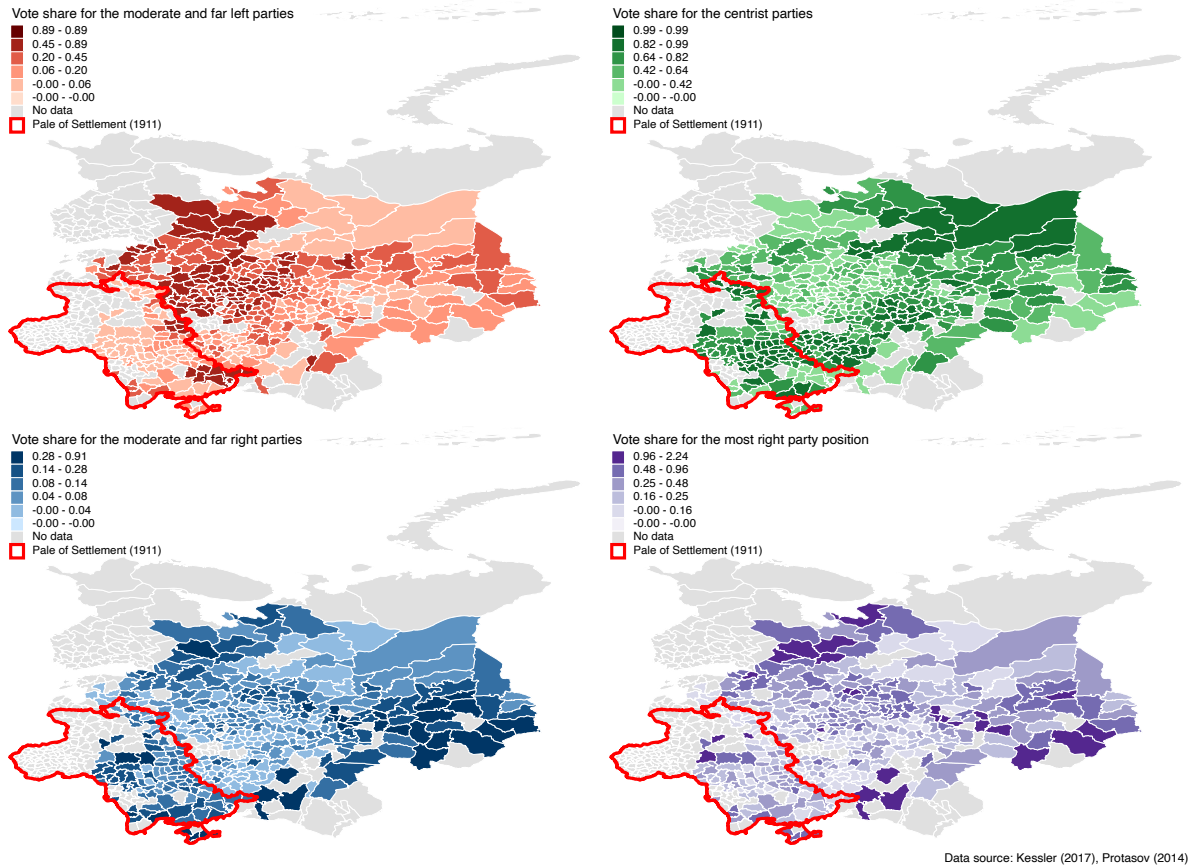 Vote share for the moderate and far left parties
0.89 - 0.89
0.45 - 0.89
0.20 - 0.45
0.06 - 0.20
-0.00 - 0.06
-0.00 - -0.00
No data
Pale of Settlement (1911)
Vote share for the centrist parties
0.99 - 0.99
0.82 - 0.99
0.64 - 0.82
0.42 - 0.64
-0.00 - 0.42
-0.00 - -0.00
No data
Pale of Settlement (1911)
Vote share for the moderate and far right parties
0.28 - 0.91
0.14 - 0.28
0.08 - 0.14
0.04 - 0.08
-0.00 - 0.04
-0.00 - -0.00
No data
Pale of Settlement (1911)
Vote share for the most right party position
0.96 - 2.24
0.48 - 0.96
0.25 - 0.48
0.16 - 0.25
-0.00 - 0.16
-0.00 - -0.00
No data
Pale of Settlement (1911)
Data source: Kessler (2017), Protasov (2014)